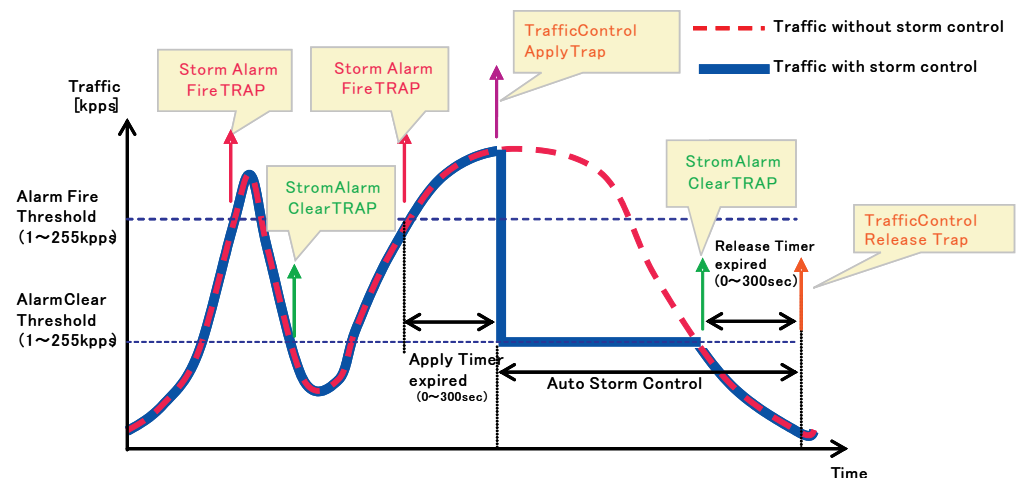 TrafficControl
ApplyTrap
Traffic without storm control
Traffic with storm control
Storm Alarm
FireTRAP
Storm Alarm
FireTRAP
Traffic
[kpps]
StromAlarm
ClearTRAP
StromAlarm
ClearTRAP
Alarm Fire
Threshold
(1～255kpps)
TrafficControl
Release Trap
Release Timer
expired
(0～300sec)
AlarmClear
Threshold
(1～255kpps)
Apply Timer
expired
(0～300sec)
Auto Storm Control
Time